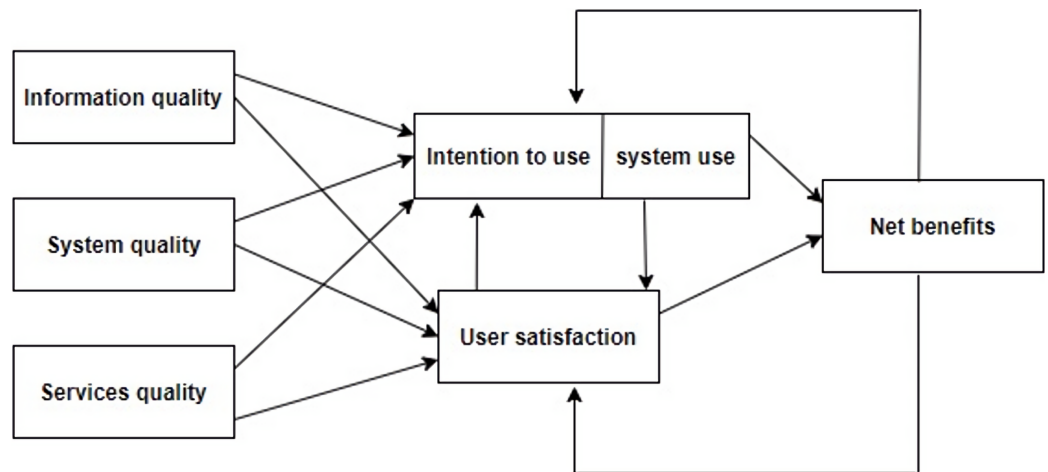 Information quality
Intention to use
system use
System quality
Net benefits
User satisfaction
Services quality